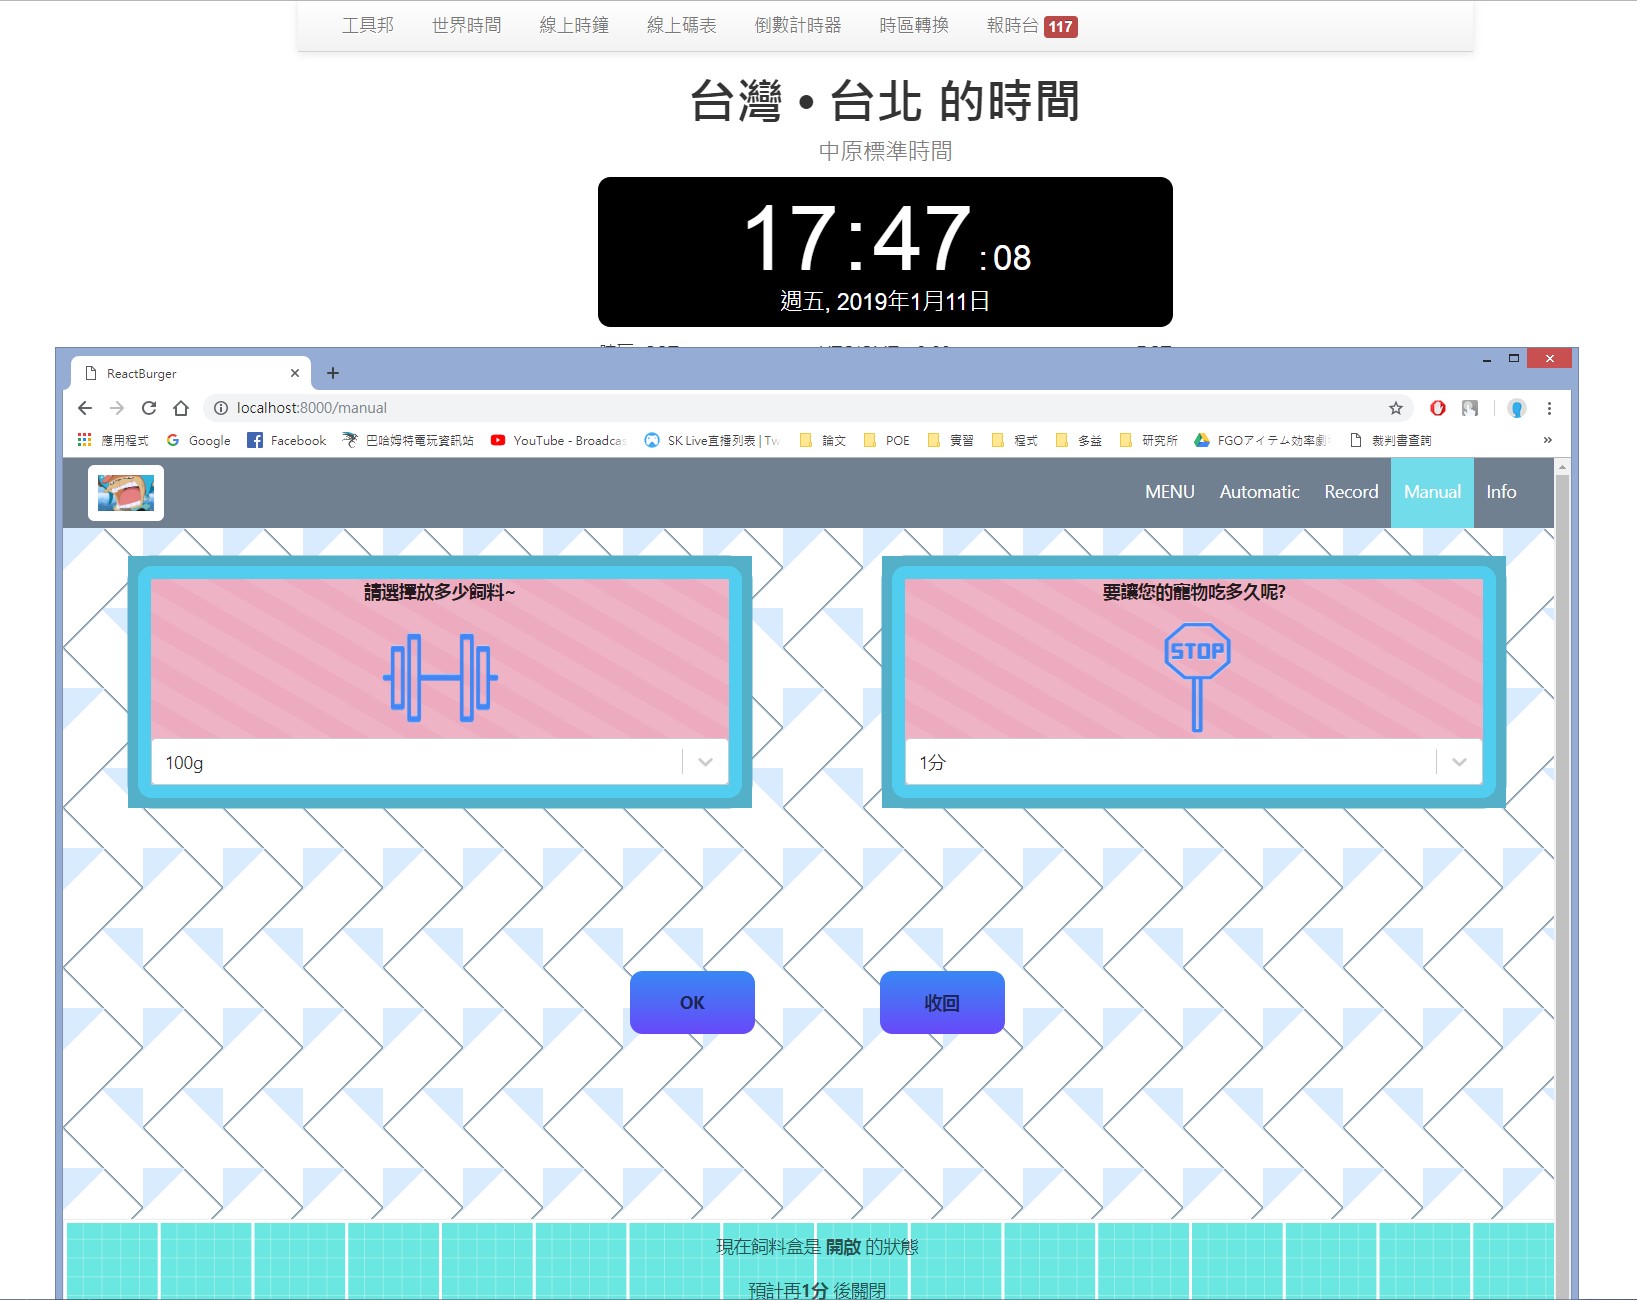 工具邦 世界時間 線上時鐘 線上碼表 倒數計時器 時區轉換 報時台 117
台灣 • 台北 的時間
中原標準時間
17:47:08
週五, 2019年1月11日
ReactBurger
localhost:8000/manual
應用程式 Google Facebook 巴哈姆特電玩資訊站 YouTube - Broadcas SK Live直播列表 | Tw 論文 POE 實習 程式 多益 研究所 FGOアイテム効率劇 裁判書查詢 »
MENU Automatic Record Manual Info
請選擇放多少飼料~
100g
要讓您的寵物吃多久呢?
STOP
1分
OK 收回
現在飼料盒是 開啟 的狀態
預計再1分 後關閉